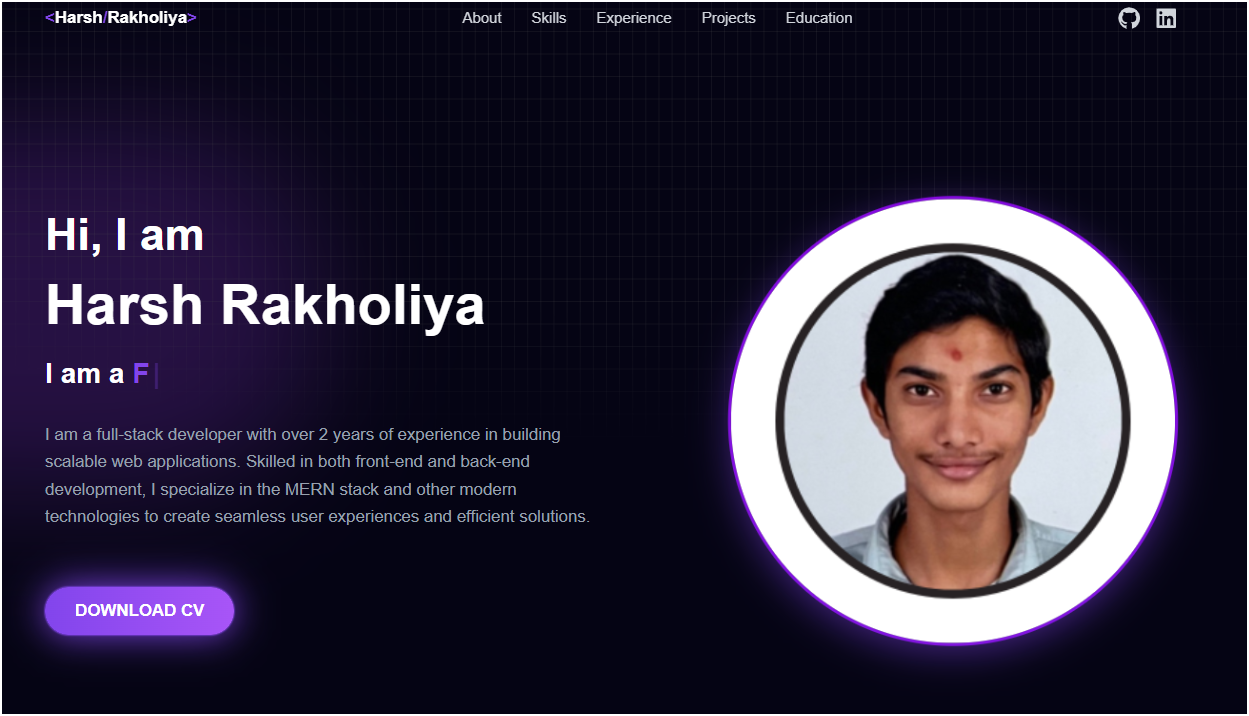 <Harsh/Rakholiya>
About Skills Experience Projects Education
Hi, I am
Harsh Rakholiya
I am a F|
I am a full-stack developer with over 2 years of experience in building
scalable web applications. Skilled in both front-end and back-end
development, I specialize in the MERN stack and other modern
technologies to create seamless user experiences and efficient solutions.
DOWNLOAD CV